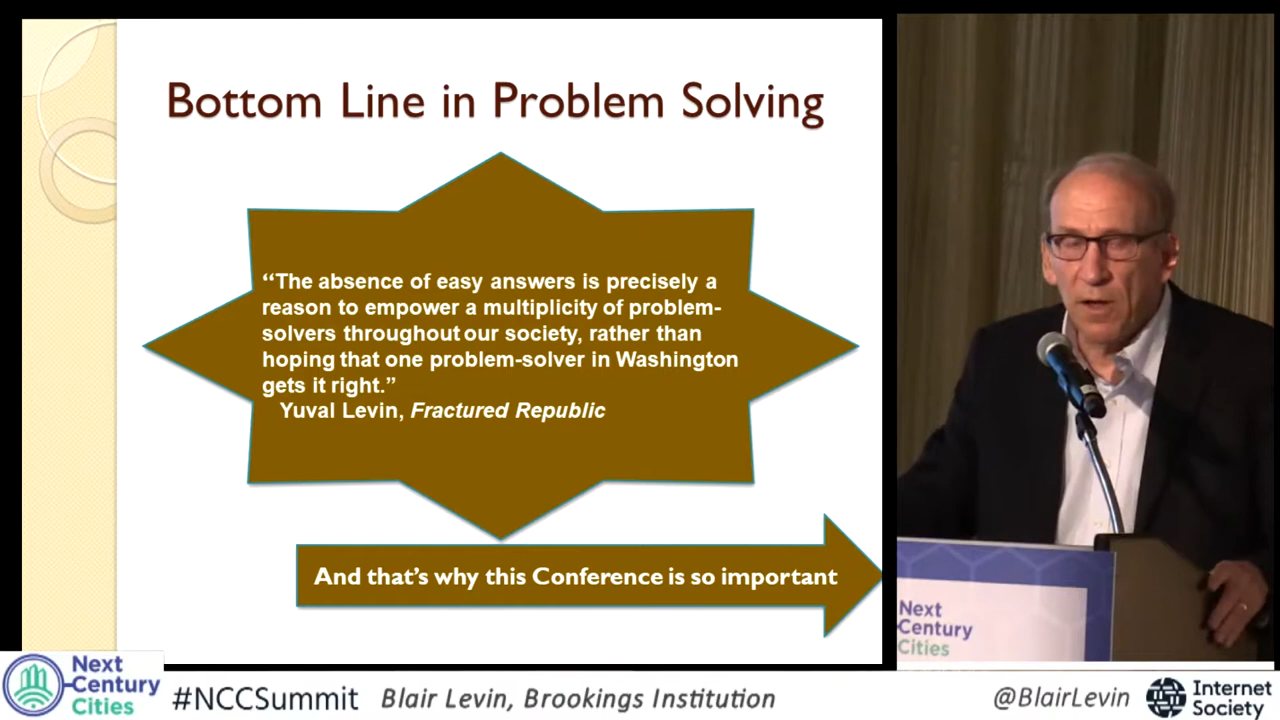 Bottom Line in Problem Solving
“The absence of easy answers is precisely a
reason to empower a multiplicity of problem-
solvers throughout our society, rather than
hoping that one problem-solver in Washington
gets it right.”
Yuval Levin, Fractured Republic
And that’s why this Conference is so important
Next
Century
Cities
Next
Century
Cities
#NCCSummit
Blair Levin, Brookings Institution
@BlairLevin
Internet
Society